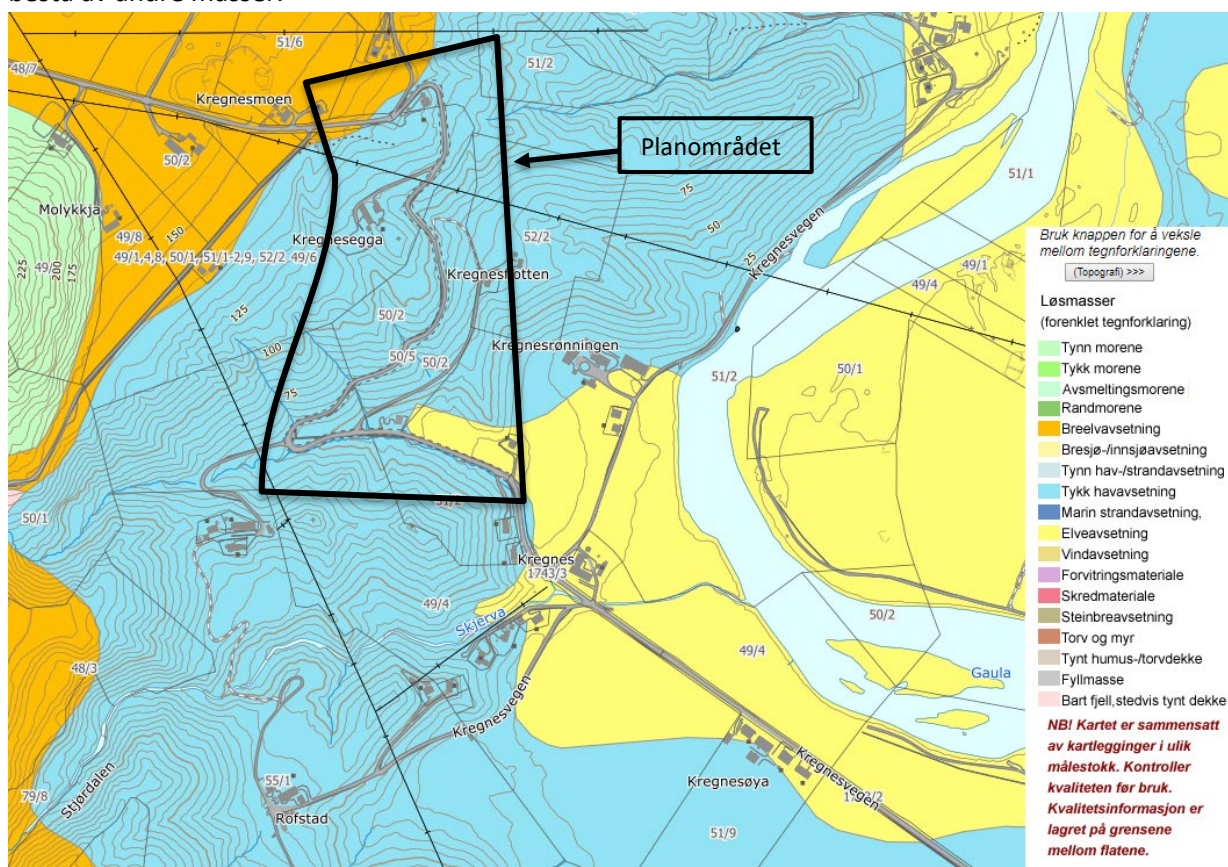 bestå av andre masser.
51/6
48/7
51/2
Kregnesmoen
50/2
Planområdet
75
50
51/1
Molykkja
49/8
150
49/1,4,8, 50/1, 51/1-2,9, 52/2
49/6
Kregnesegga
52/2
Kregnesvegen
25
225
200
175
49/1
49/4
125
50/2
Kregnesrønningen
100
50/5
50/2
51/2
50/1
75
50/1
Kregnes
1743/3
49/4
Skjerva
50/2
49/4
Gaula
48/3
Kregnesvegen
Kregnesvegen
Stjørdalen
Kregnesøya
79/8
55/1
Rofstad
51/9
Bruk knappen for å veksle
mellom tegnforklaringene.
(Topografi) >>>
Løsmasser
(forenklet tegnforklaring)
Tynn morene
Tykk morene
Avsmeltingsmorene
Randmorene
Breelvavsetning
Bresjø-/innsjøavsetning
Tynn hav-/strandavsetning
Tykk havavsetning
Marin strandavsetning,
Elveavsetning
Vindavsetning
Forvitringsmateriale
Skredmateriale
Steinbreavsetning
Torv og myr
Tynt humus-/torvdekke
Fyllmasse
Bart fjell,stedvis tynt dekke
NB! Kartet er sammensatt
av kartlegginger i ulik
målestokk. Kontroller
kvaliteten før bruk.
Kvalitetsinformasjon er
lagret på grensene
mellom flatene.